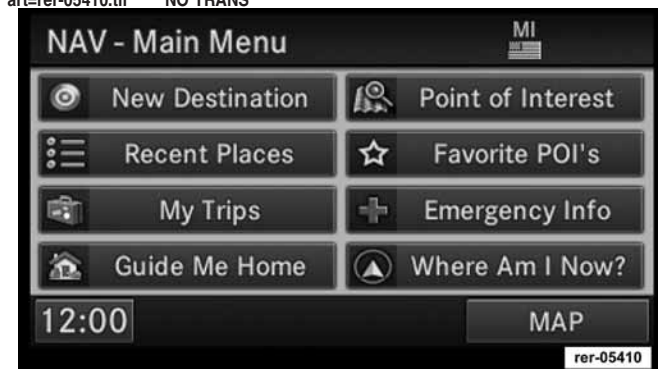 art=rer-05410.tif NO TRANS
NAV - Main Menu MI
New Destination Point of Interest
Recent Places Favorite POI's
My Trips Emergency Info
Guide Me Home Where Am I Now?
12:00 MAP
rer-05410